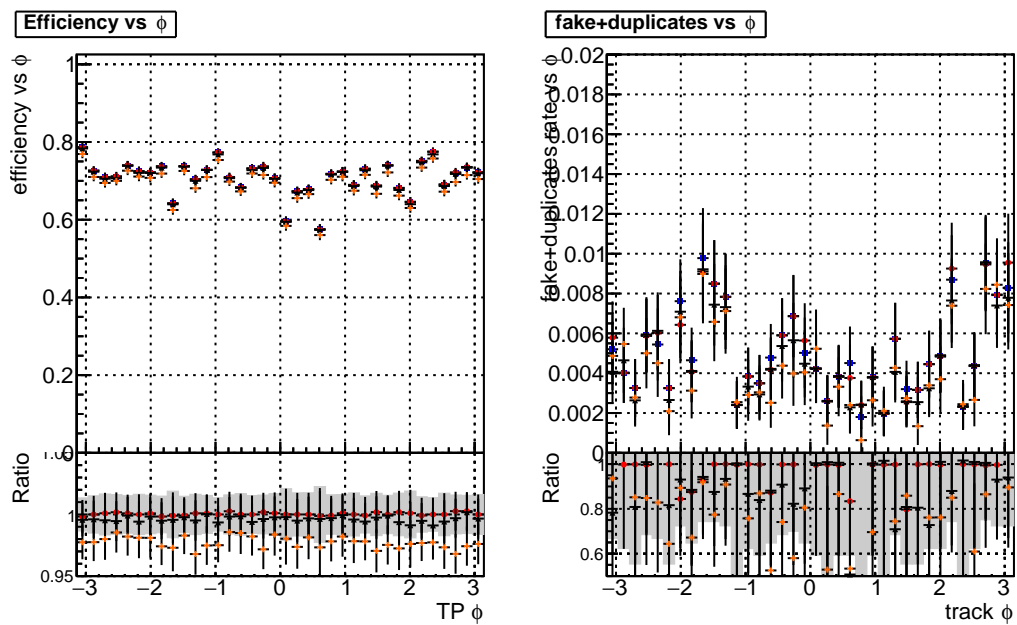 Efficiency vs ϕ
efficiency vs ϕ
1
0.8
0.6
0.4
0.2
0
Ratio
1.05
1
0.95
−3 −2 −1 0 1 2 3
TP ϕ
fake+duplicates vs ϕ
fake+duplicates rate vs ϕ
0.02
0.018
0.016
0.014
0.012
0.01
0.008
0.006
0.004
0.002
0
Ratio
1
0.8
0.6
−3 −2 −1 0 1 2 3
track ϕ